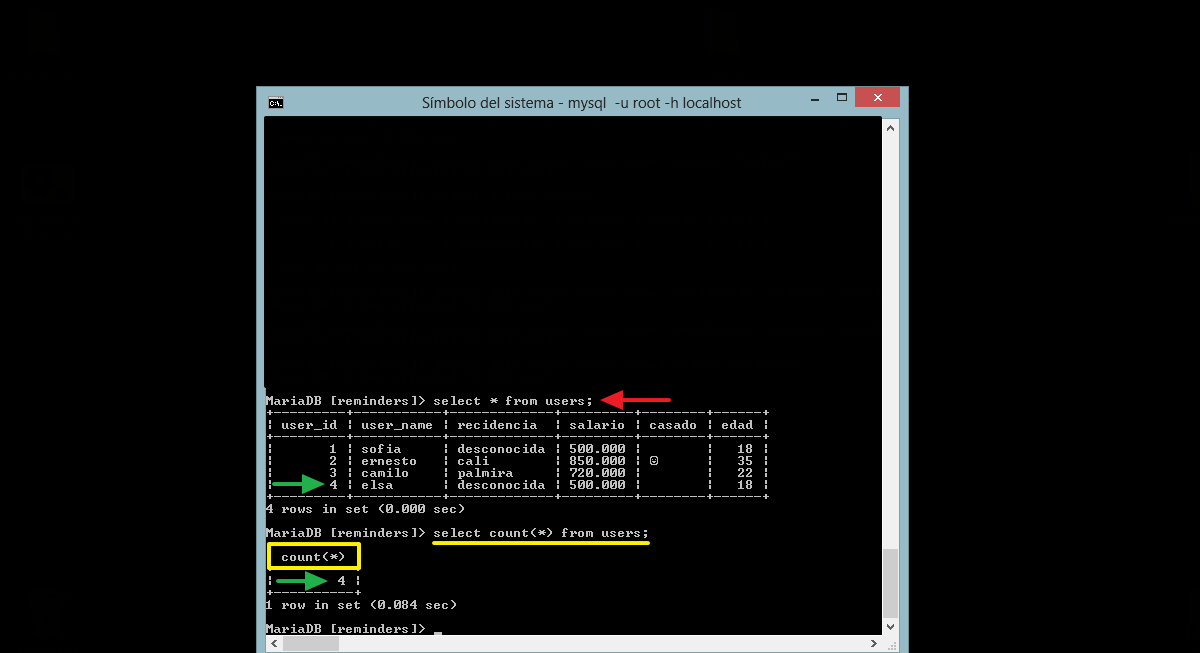 Símbolo del sistema - mysql -u root -h localhost
MariaDB [reminders]> select * from users;
+---------+-----------+-------------+---------+--------+------+
| user_id | user_name | recidencia  | salario | casado | edad |
+---------+-----------+-------------+---------+--------+------+
|       1 | sofia     | desconocida | 500.000 |        |   18 |
|       2 | ernesto   | cali        | 850.000 | ☺      |   35 |
|       3 | camilo    | palmira     | 720.000 |        |   22 |
|       4 | elsa      | desconocida | 500.000 |        |   18 |
+---------+-----------+-------------+---------+--------+------+
4 rows in set (0.000 sec)
MariaDB [reminders]> select count(*) from users;
count(*)
|        4 |
+----------+
1 row in set (0.084 sec)
MariaDB [reminders]> _